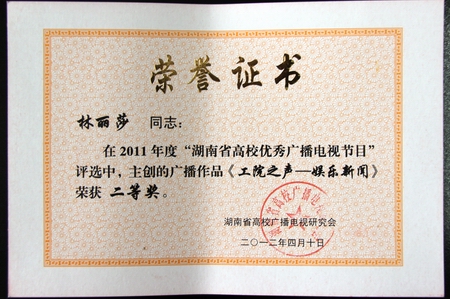 荣誉证书
林丽莎 同志：
在2011年度“湖南省高校优秀广播电视节目”
评选中，主创的广播作品《工院之声—娱乐新闻》
荣获 二等奖。
湖南省高校广播电视研究会
二〇一二年四月十日